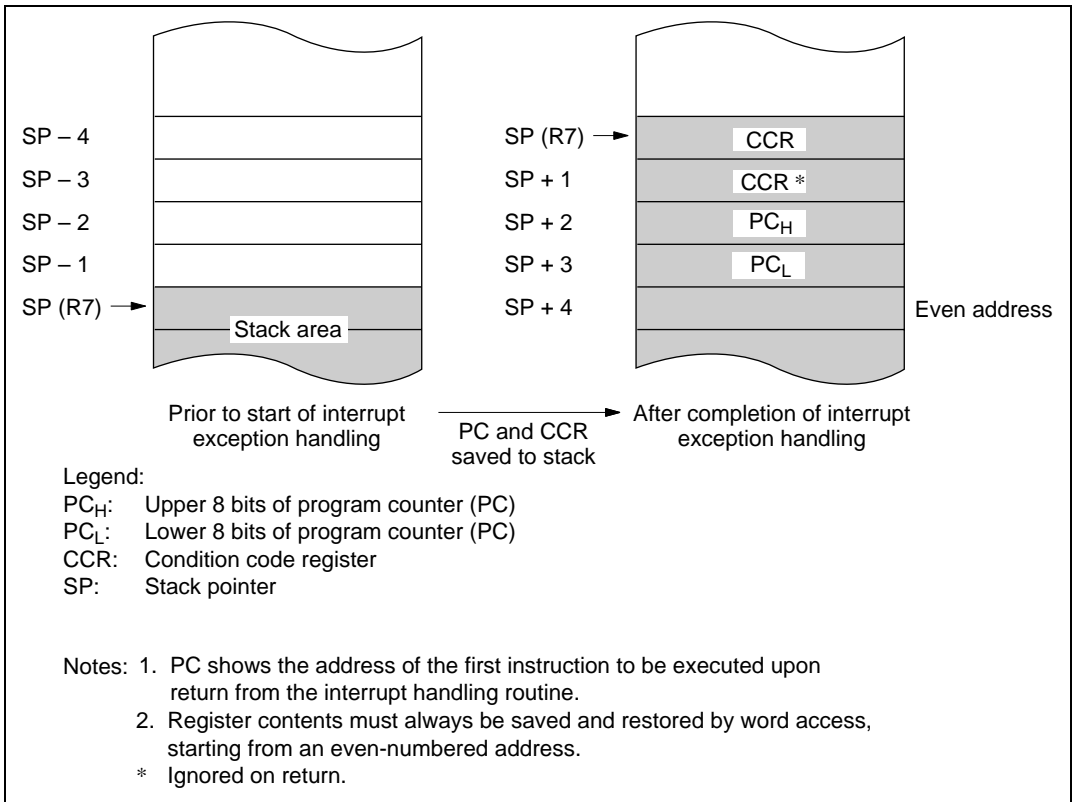 SP – 4
SP – 3
SP – 2
SP – 1
SP (R7)
Stack area
SP (R7)
SP + 1
SP + 2
SP + 3
SP + 4
CCR
CCR *
PCH
PCL
Even address
Prior to start of interrupt
exception handling
PC and CCR
saved to stack
After completion of interrupt
exception handling
Legend:
PCH: Upper 8 bits of program counter (PC)
PCL: Lower 8 bits of program counter (PC)
CCR: Condition code register
SP: Stack pointer
Notes: 1. PC shows the address of the first instruction to be executed upon
return from the interrupt handling routine.
2. Register contents must always be saved and restored by word access,
starting from an even-numbered address.
* Ignored on return.